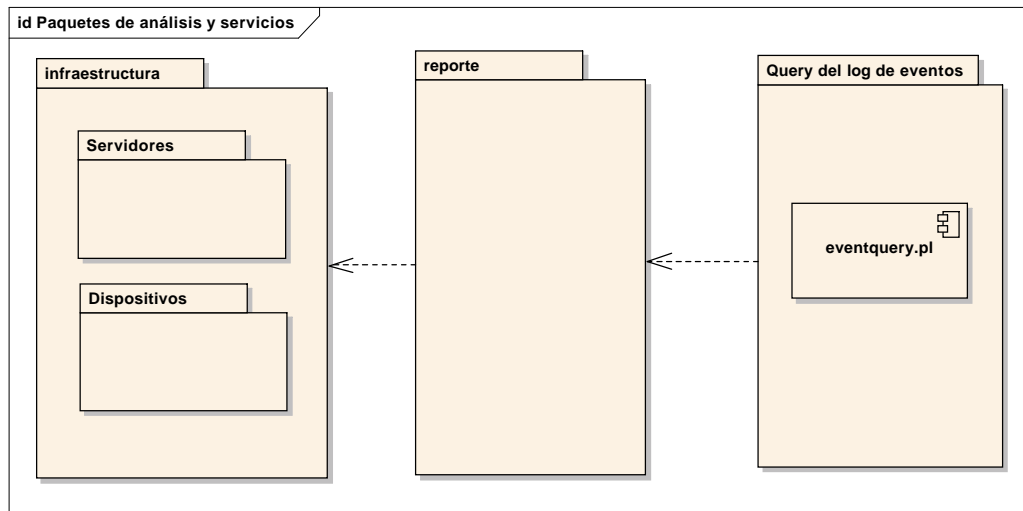 id Paquetes de análisis y servicios
infraestructura
Servidores
Dispositivos
reporte
Query del log de eventos
eventquery.pl